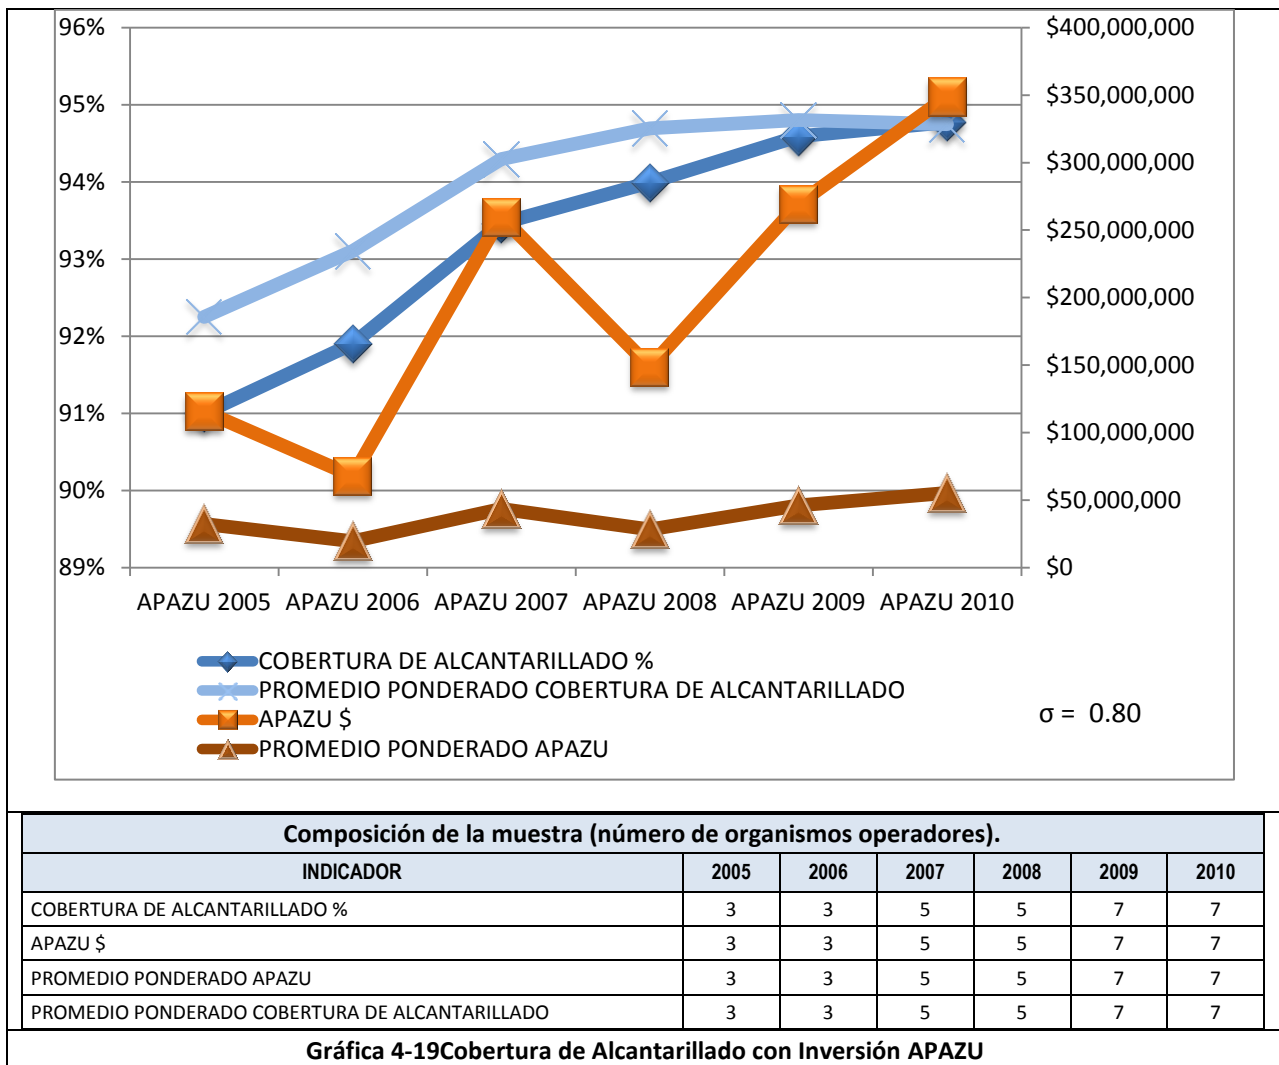 96%
95%
94%
93%
92%
91%
90%
89%
$400,000,000
$350,000,000
$300,000,000
$250,000,000
$200,000,000
$150,000,000
$100,000,000
$50,000,000
$0
APAZU 2005 APAZU 2006 APAZU 2007 APAZU 2008 APAZU 2009 APAZU 2010
COBERTURA DE ALCANTARILLADO %
PROMEDIO PONDERADO COBERTURA DE ALCANTARILLADO
APAZU $
PROMEDIO PONDERADO APAZU
σ = 0.80
Composición de la muestra (número de organismos operadores).
INDICADOR 2005 2006 2007 2008 2009 2010
COBERTURA DE ALCANTARILLADO % 3 3 5 5 7 7
APAZU $ 3 3 5 5 7 7
PROMEDIO PONDERADO APAZU 3 3 5 5 7 7
PROMEDIO PONDERADO COBERTURA DE ALCANTARILLADO 3 3 5 5 7 7
Gráfica 4-19Cobertura de Alcantarillado con Inversión APAZU